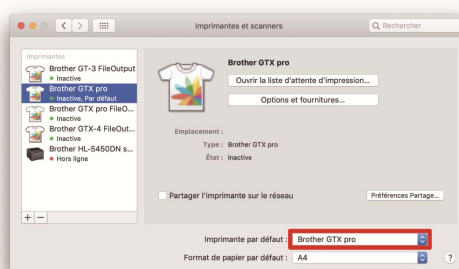 Imprimantes et scanners
Rechercher
Imprimantes
Brother GT-3 FileOutput
Inactive
Brother GTX pro
Inactive, Par défaut
Brother GTX pro FileO...
Inactive
Brother GTX-4 FileOut...
Inactive
Brother HL-5450DN s...
Hors ligne
+ −
Brother GTX pro
Ouvrir la liste d'attente d'impression...
Options et fournitures...
Emplacement :
Type : Brother GTX pro
État : Inactive
Partager l'imprimante sur le réseau
Préférences Partage...
Imprimante par défaut : Brother GTX pro
Format de papier par défaut : A4
?